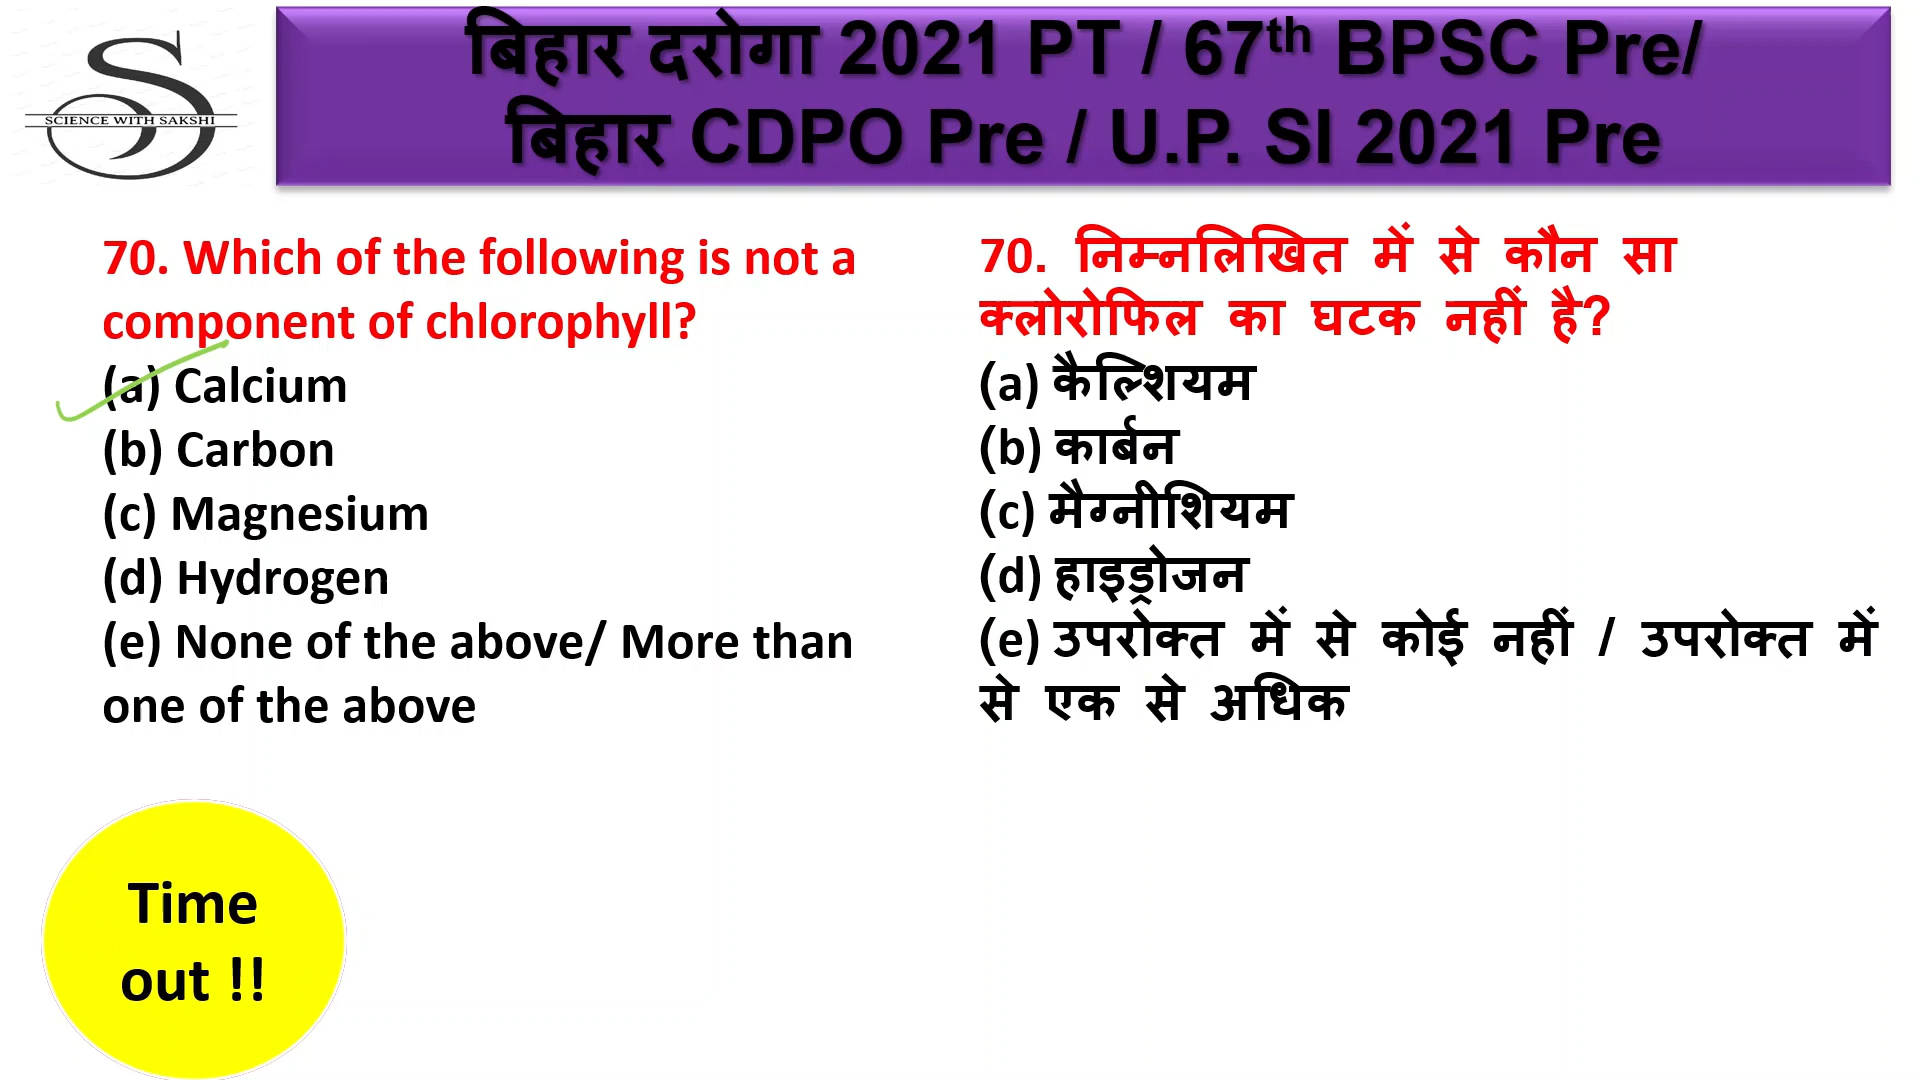 SCIENCE WITH SAKSHI
बिहार दरोगा 2021 PT / 67th BPSC Pre/
बिहार CDPO Pre / U.P. SI 2021 Pre
70. Which of the following is not a
component of chlorophyll?
(a) Calcium
(b) Carbon
(c) Magnesium
(d) Hydrogen
(e) None of the above/ More than
one of the above
70. निम्नलिखित में से कौन सा
क्लोरोफिल का घटक नहीं है?
(a) कैल्शियम
(b) कार्बन
(c) मैग्नीशियम
(d) हाइड्रोजन
(e) उपरोक्त में से कोई नहीं / उपरोक्त में
से एक से अधिक
Time
out !!